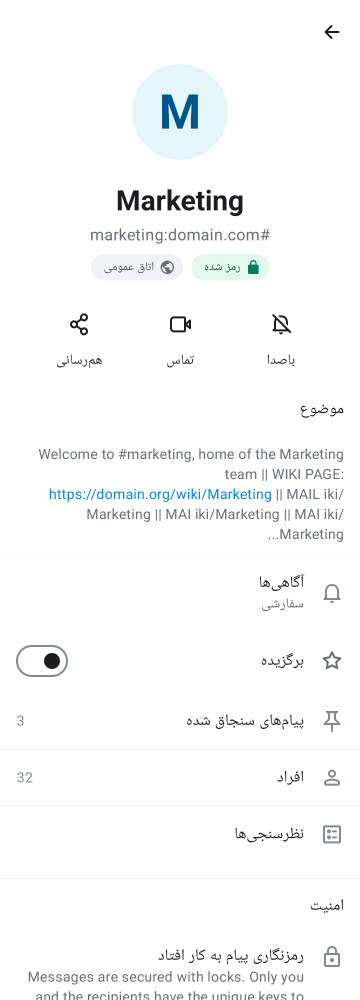 M
Marketing
marketing:domain.com#
رمز شده
اتاق عمومی
باصدا
تماس
هم‌رسانی
موضوع
Welcome to #marketing, home of the Marketing
team || WIKI PAGE:
https://domain.org/wiki/Marketing || MAIL iki/
Marketing || MAI iki/Marketing || MAI iki/
...Marketing
آگاهی‌ها
سفارشی
برگزیده
پیام‌های سنجاق شده
3
افراد
32
نظرسنجی‌ها
امنیت
رمزنگاری پیام به کار افتاد
Messages are secured with locks. Only you
and the recipients have the unique keys to